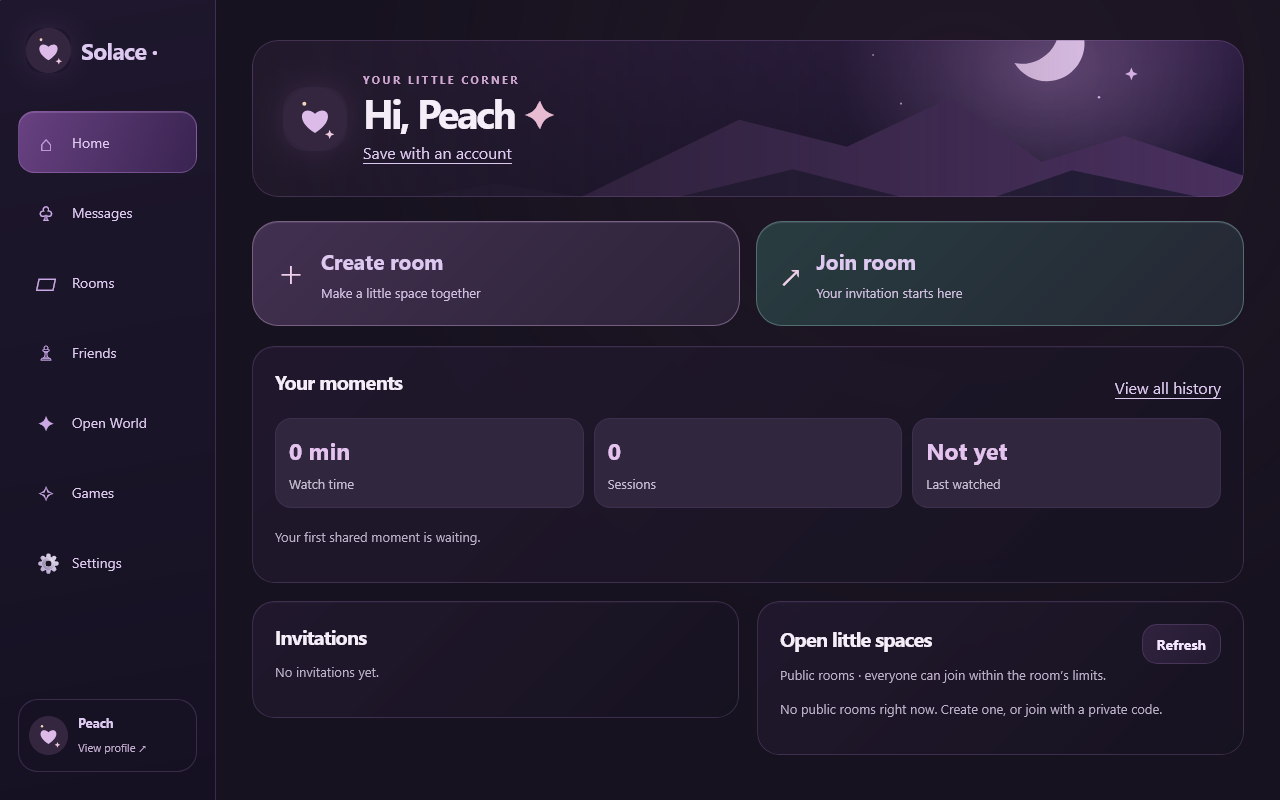 Solace ·
Home
Messages
Rooms
Friends
Open World
Games
Settings
Peach
View profile ↗
YOUR LITTLE CORNER
Hi, Peach ✦
Save with an account
Create room
Make a little space together
Join room
Your invitation starts here
Your moments
View all history
0 min
Watch time
0
Sessions
Not yet
Last watched
Your first shared moment is waiting.
Invitations
No invitations yet.
Open little spaces
Refresh
Public rooms · everyone can join within the room’s limits.
No public rooms right now. Create one, or join with a private code.